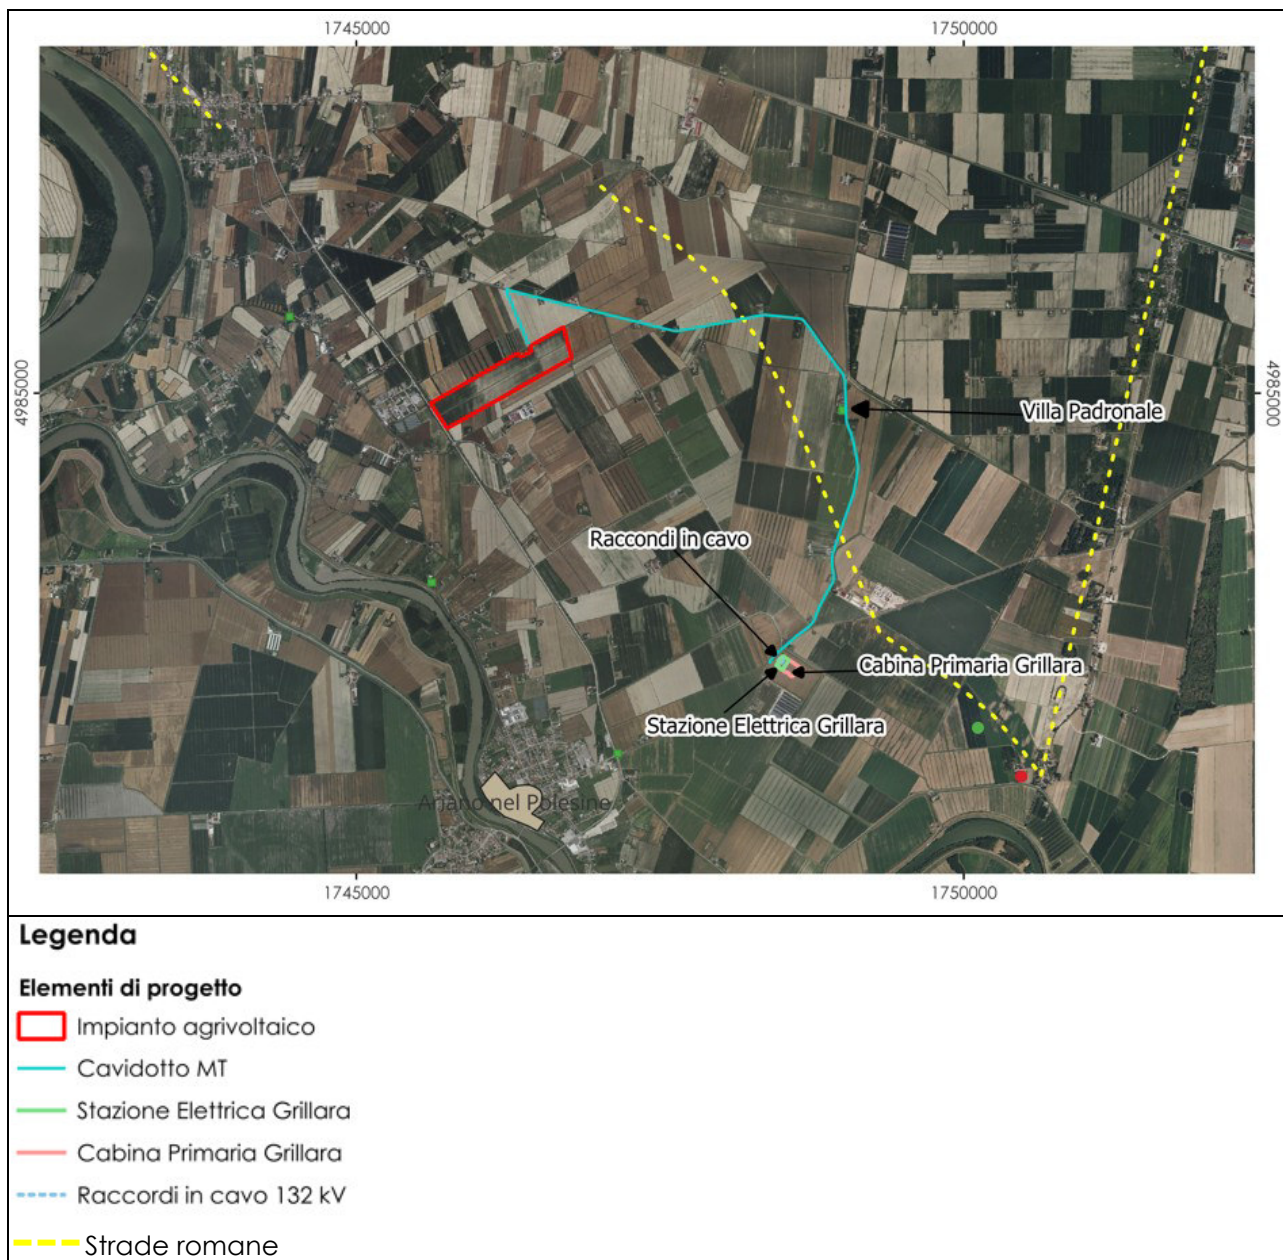 1745000 1750000
4985000 4985000
Villa Padronale
Raccondi in cavo
Cabina Primaria Grillara
Stazione Elettrica Grillara
Ariano nel Polesine
1745000 1750000
Legenda
Elementi di progetto
Impianto agrivoltaico
Cavidotto MT
Stazione Elettrica Grillara
Cabina Primaria Grillara
Raccordi in cavo 132 kV
Strade romane